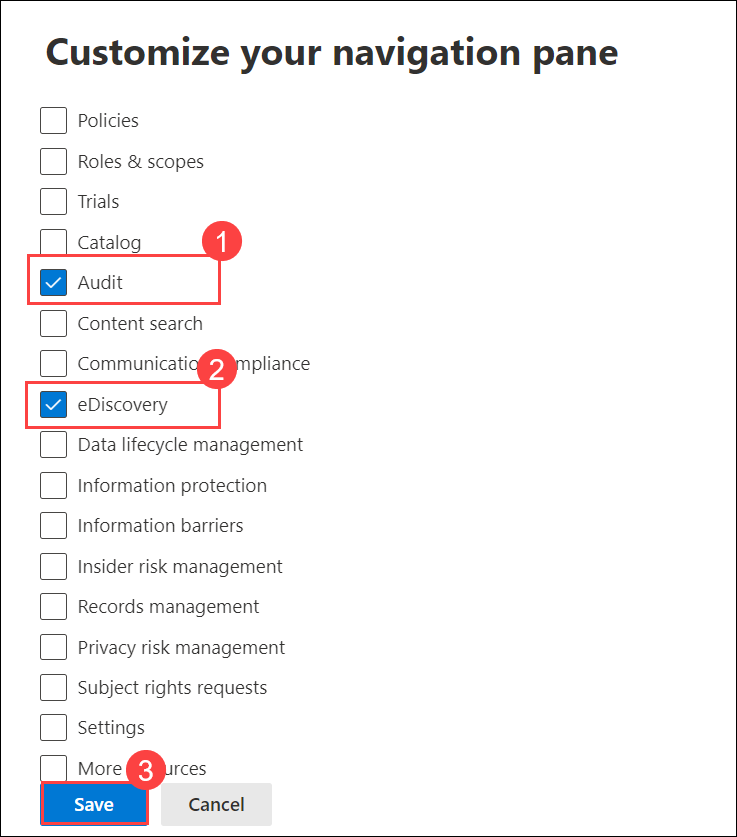 Customize your navigation pane
Policies
Roles & scopes
Trials
Catalog
1
Audit
Content search
Communicatio mpliance
2
eDiscovery
Data lifecycle management
Information protection
Information barriers
Insider risk management
Records management
Privacy risk management
Subject rights requests
Settings
More urces
3
Save Cancel